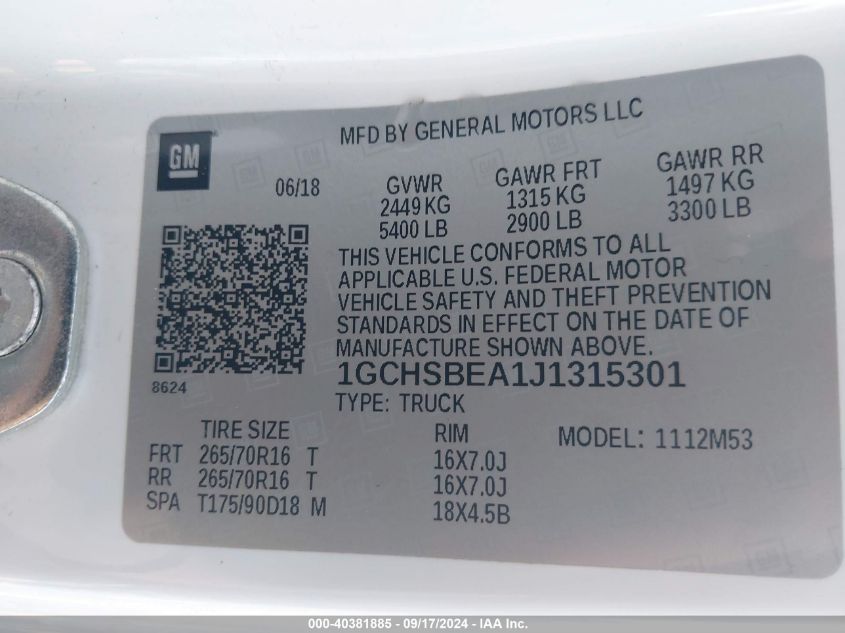 MFD BY GENERAL MOTORS LLC
GM
06/18
GVWR
2449 KG
5400 LB
GAWR FRT
1315 KG
2900 LB
GAWR RR
1497 KG
3300 LB
THIS VEHICLE CONFORMS TO ALL
APPLICABLE U.S. FEDERAL MOTOR
VEHICLE SAFETY AND THEFT PREVENTION
STANDARDS IN EFFECT ON THE DATE OF
MANUFACTURE SHOWN ABOVE.
8624
1GCHSBEA1J1315301
TYPE: TRUCK
TIRE SIZE RIM MODEL: 1112M53
FRT 265/70R16 T 16X7.0J
RR 265/70R16 T 16X7.0J
SPA T175/90D18 M 18X4.5B
000-40381885 - 09/17/2024 - IAA Inc.